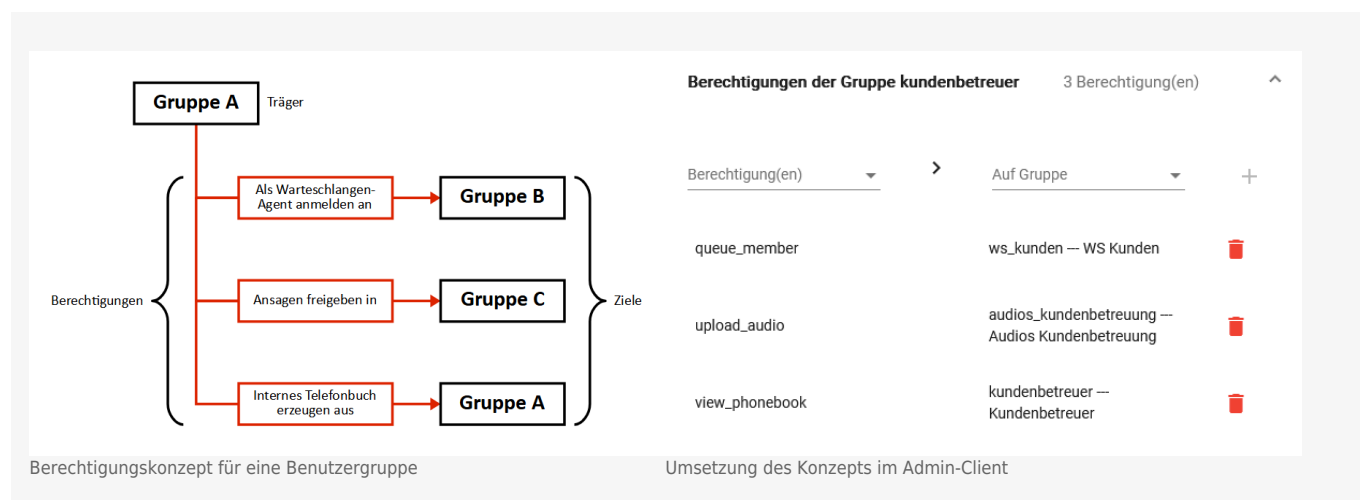 Gruppe A
Träger
Berechtigungen
Als Warteschlangen-
Agent anmelden an
Gruppe B
Ansagen freigeben in
Gruppe C
Internes Telefonbuch
erzeugen aus
Gruppe A
Ziele
Berechtigungskonzept für eine Benutzergruppe
Berechtigungen der Gruppe kundenbetreuer
3 Berechtigung(en)
Berechtigung(en)
Auf Gruppe
queue_member
ws_kunden --- WS Kunden
upload_audio
audios_kundenbetreuung ---
Audios Kundenbetreuung
view_phonebook
kundenbetreuer ---
Kundenbetreuer
Umsetzung des Konzepts im Admin-Client